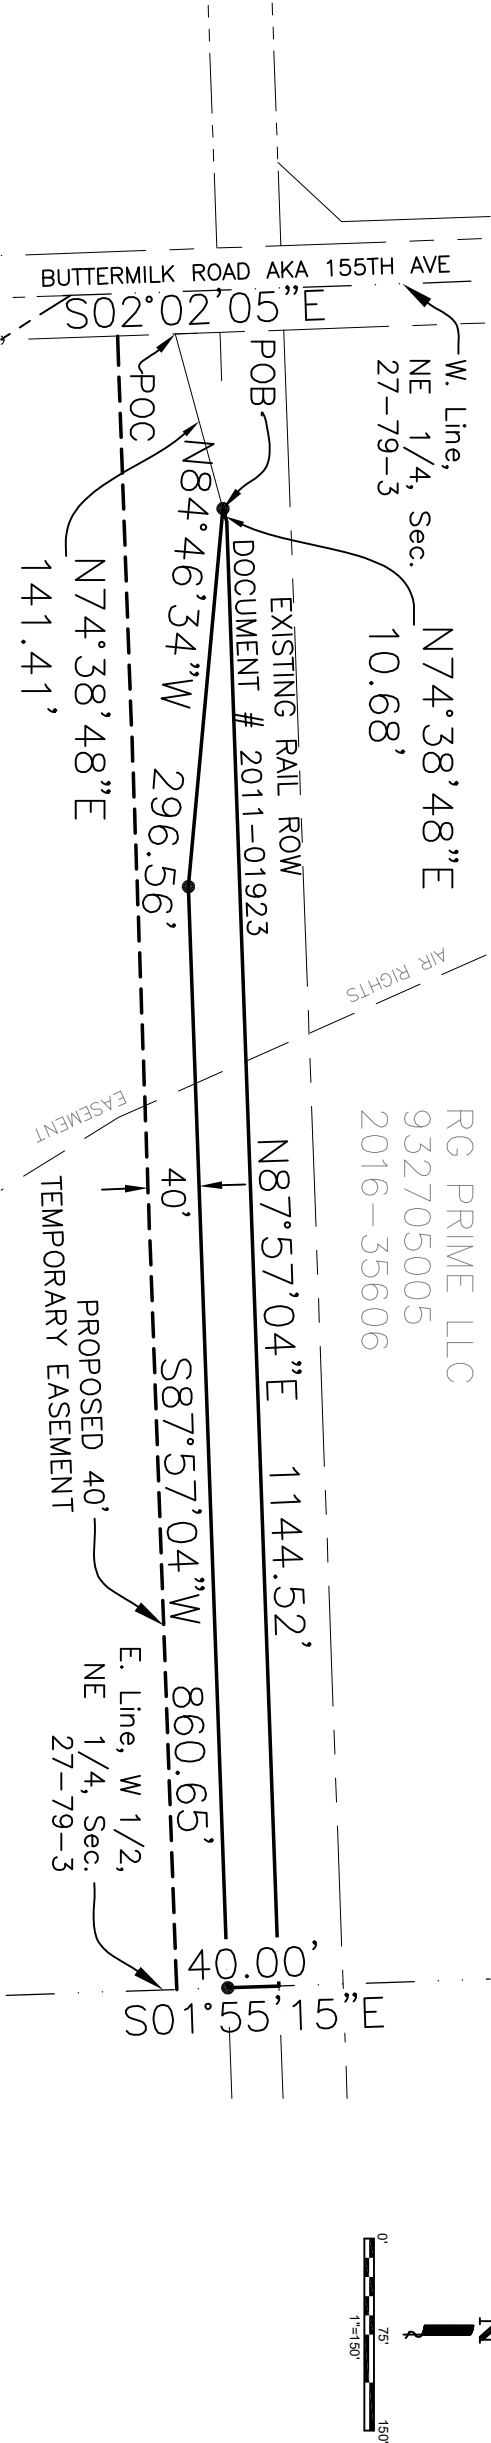 BUTTERMILK ROAD AKA 155TH AVE
S02°02'05"E
W. Line,
NE 1/4, Sec.
27-79-3
POB
POC
N74°38'48"E
10.68'
N74°38'48"E
141.41'
N84°46'34"W 296.56'
EXISTING RAIL ROW
DOCUMENT # 2011-01923
AIR RIGHTS
EASEMENT
RG PRIME LLC
932705005
2016-35606
N87°57'04"E 1144.52'
40'
S87°57'04"W 860.65'
PROPOSED 40'
TEMPORARY EASEMENT
E. Line, W 1/2,
NE 1/4, Sec.
27-79-3
40.00'
S01°55'15"E
N
0' 75' 150'
1"=150'